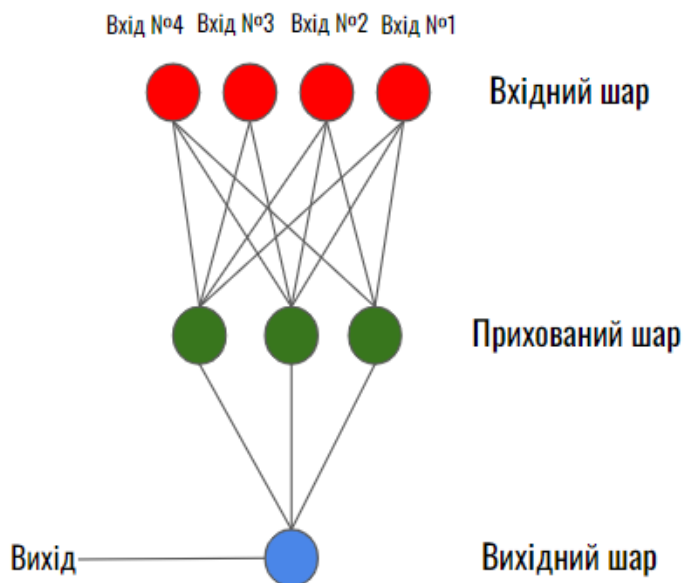 Вхід №4 Вхід №3 Вхід №2 Вхід №1
Вхідний шар
Прихований шар
Вихід
Вихідний шар